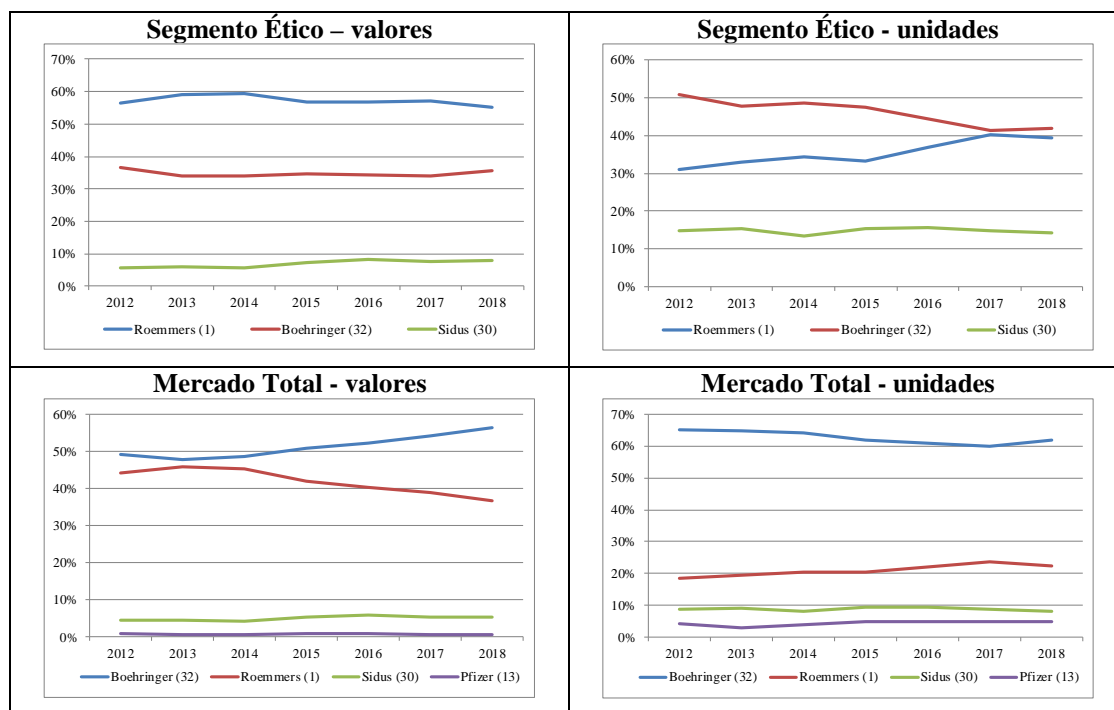 Segmento Ético – valores
70%
60%
50%
40%
30%
20%
10%
0%
2012 2013 2014 2015 2016 2017 2018
Roemmers (1) Boehringer (32) Sidus (30)
Segmento Ético - unidades
60%
50%
40%
30%
20%
10%
0%
2012 2013 2014 2015 2016 2017 2018
Roemmers (1) Boehringer (32) Sidus (30)
Mercado Total - valores
60%
50%
40%
30%
20%
10%
0%
2012 2013 2014 2015 2016 2017 2018
Boehringer (32) Roemmers (1) Sidus (30) Pfizer (13)
Mercado Total - unidades
70%
60%
50%
40%
30%
20%
10%
0%
2012 2013 2014 2015 2016 2017 2018
Boehringer (32) Roemmers (1) Sidus (30) Pfizer (13)